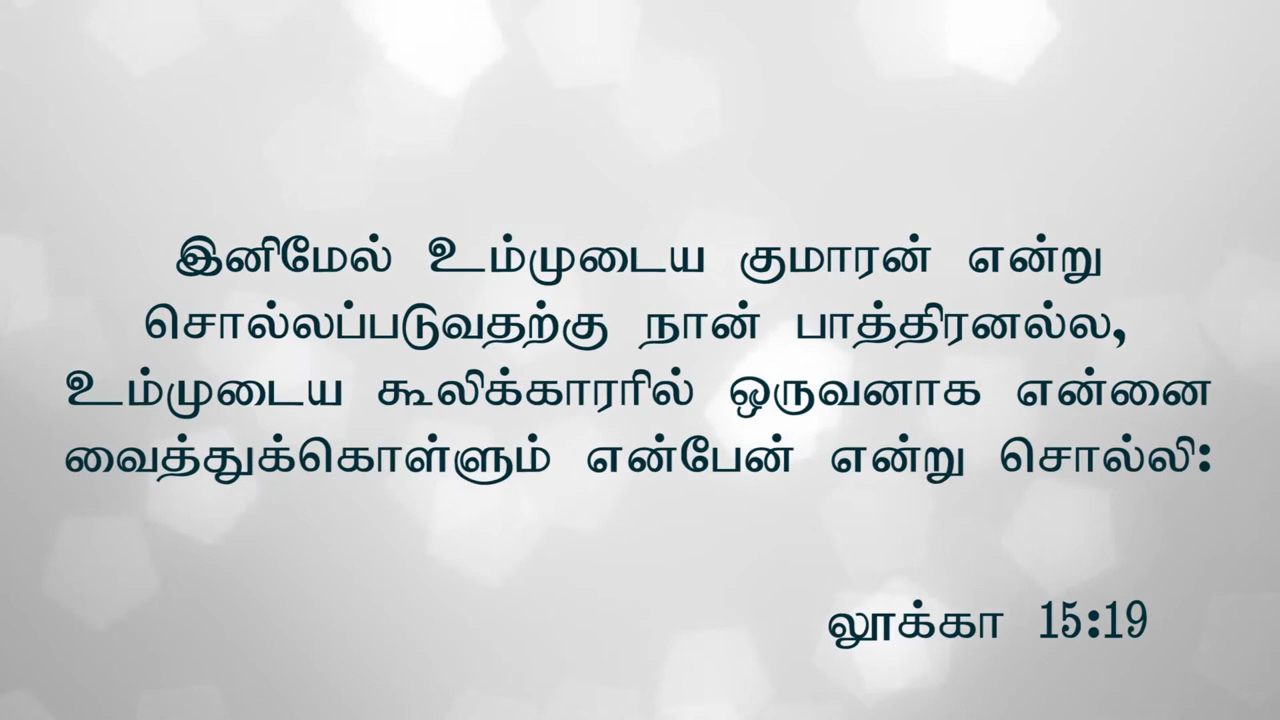 இனிமேல் உம்முடைய குமாரன் என்று
சொல்லப்படுவதற்கு நான் பாத்திரனல்ல,
உம்முடைய கூலிக்காரரில் ஒருவனாக என்னை
வைத்துக்கொள்ளும் என்பேன் என்று சொல்லி:
லூக்கா 15:19